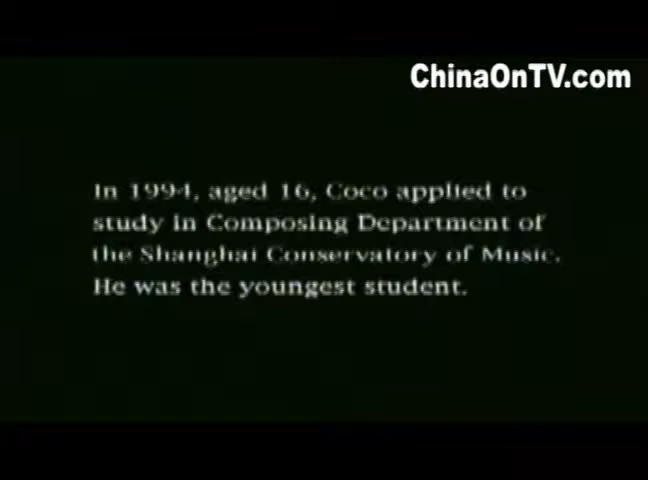 ChinaOnTV.com
In 1994, aged 16, Coco applied to
study in Composing Department of
the Shanghai Conservatory of Music.
He was the youngest student.